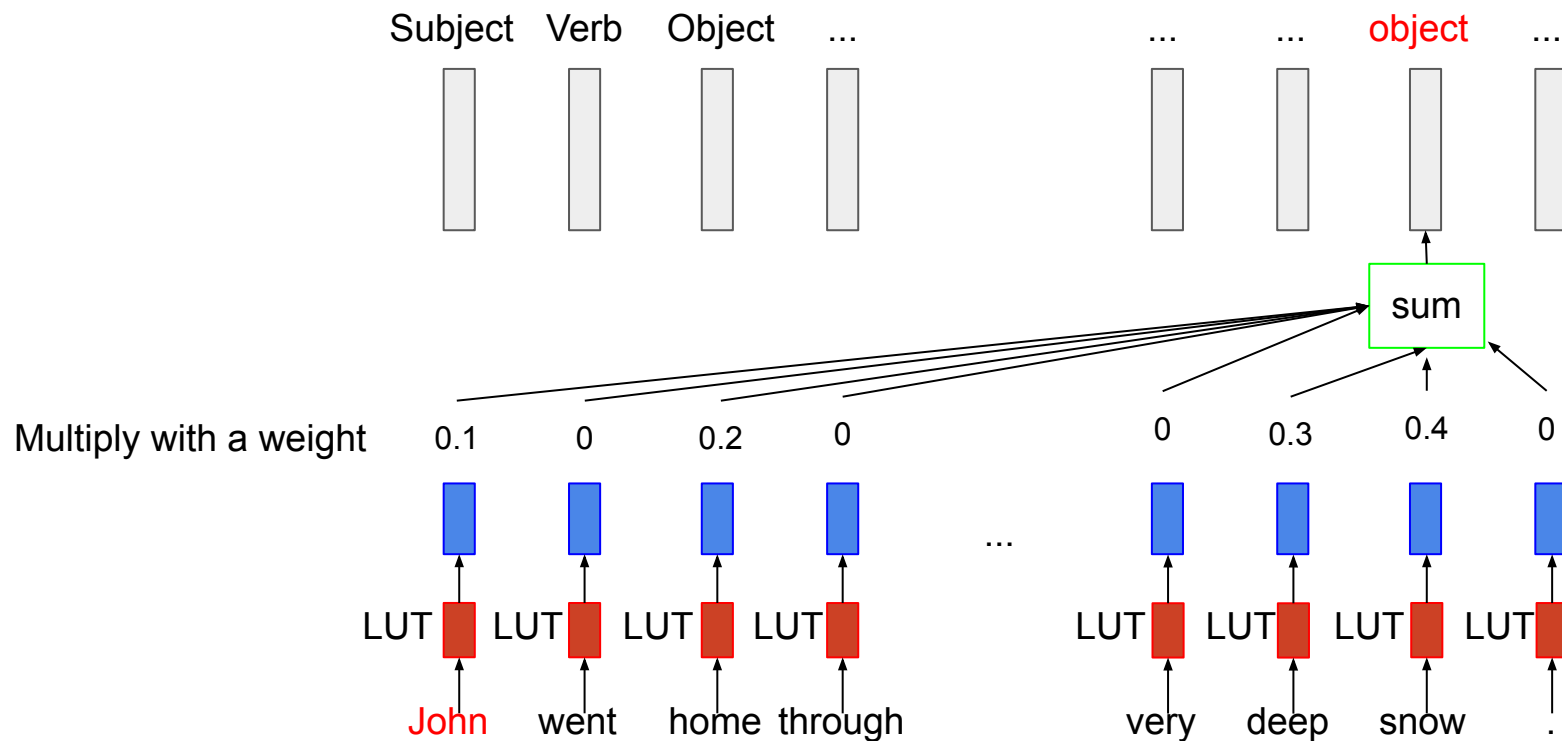 Subject Verb Object ... ... ... object ...
sum
Multiply with a weight 0.1 0 0.2 0 0 0.3 0.4 0
...
LUT LUT LUT LUT LUT LUT LUT LUT
John went home through very deep snow .